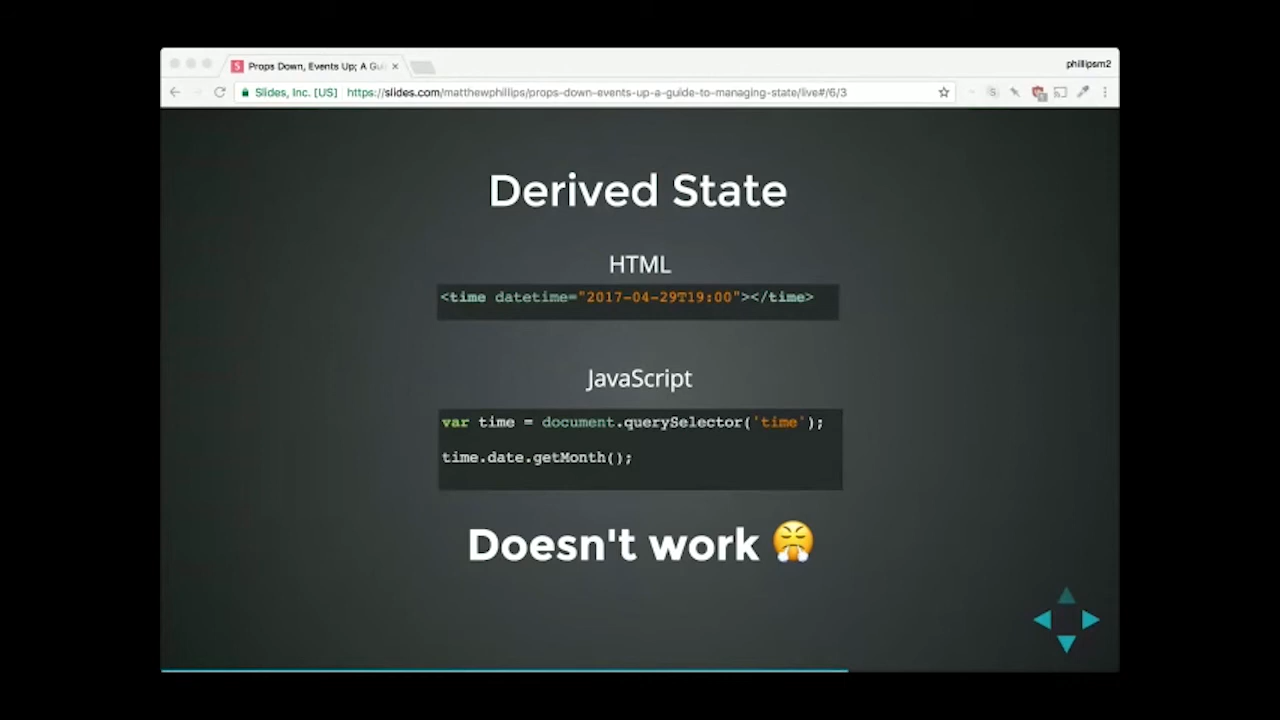 Props Down, Events Up; A Gu
phillipsm2
Slides, Inc. [US] https://slides.com/matthewphillips/props-down-events-up-a-guide-to-managing-state/live#/6/3
Derived State
HTML
<time datetime="2017-04-29T19:00"></time>
JavaScript
var time = document.querySelector('time');
time.date.getMonth();
Doesn't work 😤